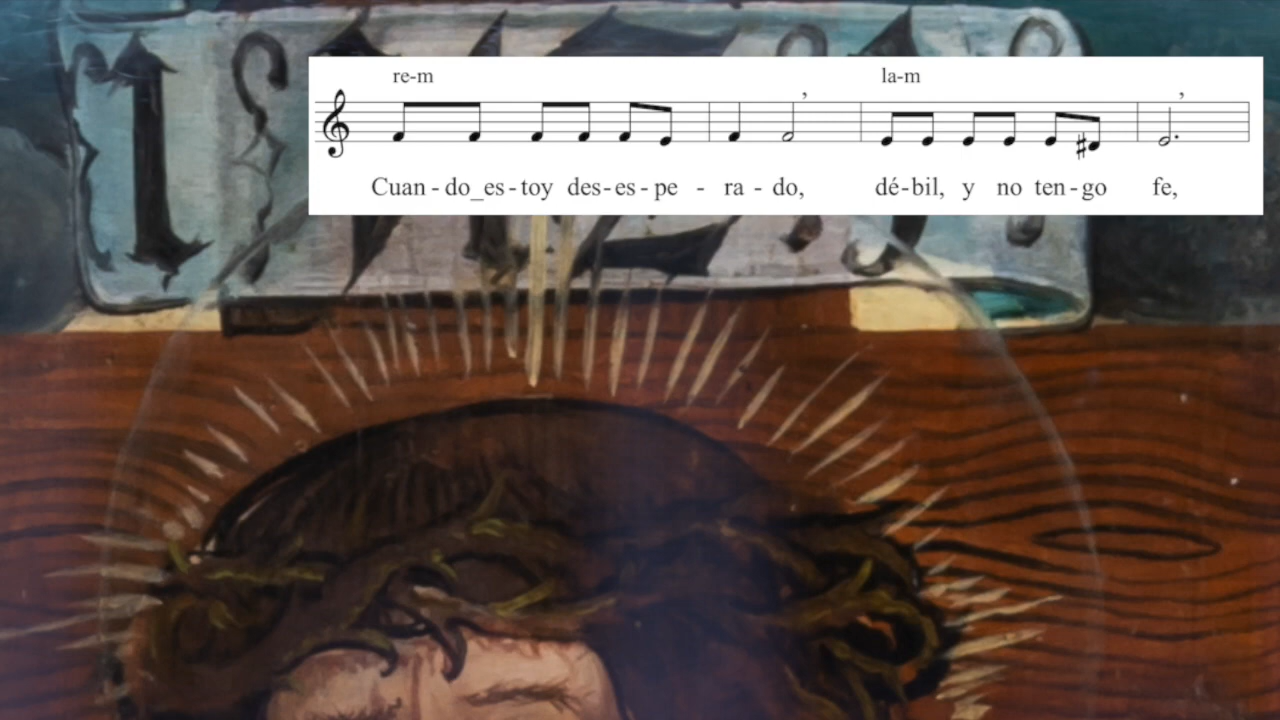 re-m la-m
Cuan - do_es - toy des - es - pe - ra - do, dé - bil, y no ten - go fe,